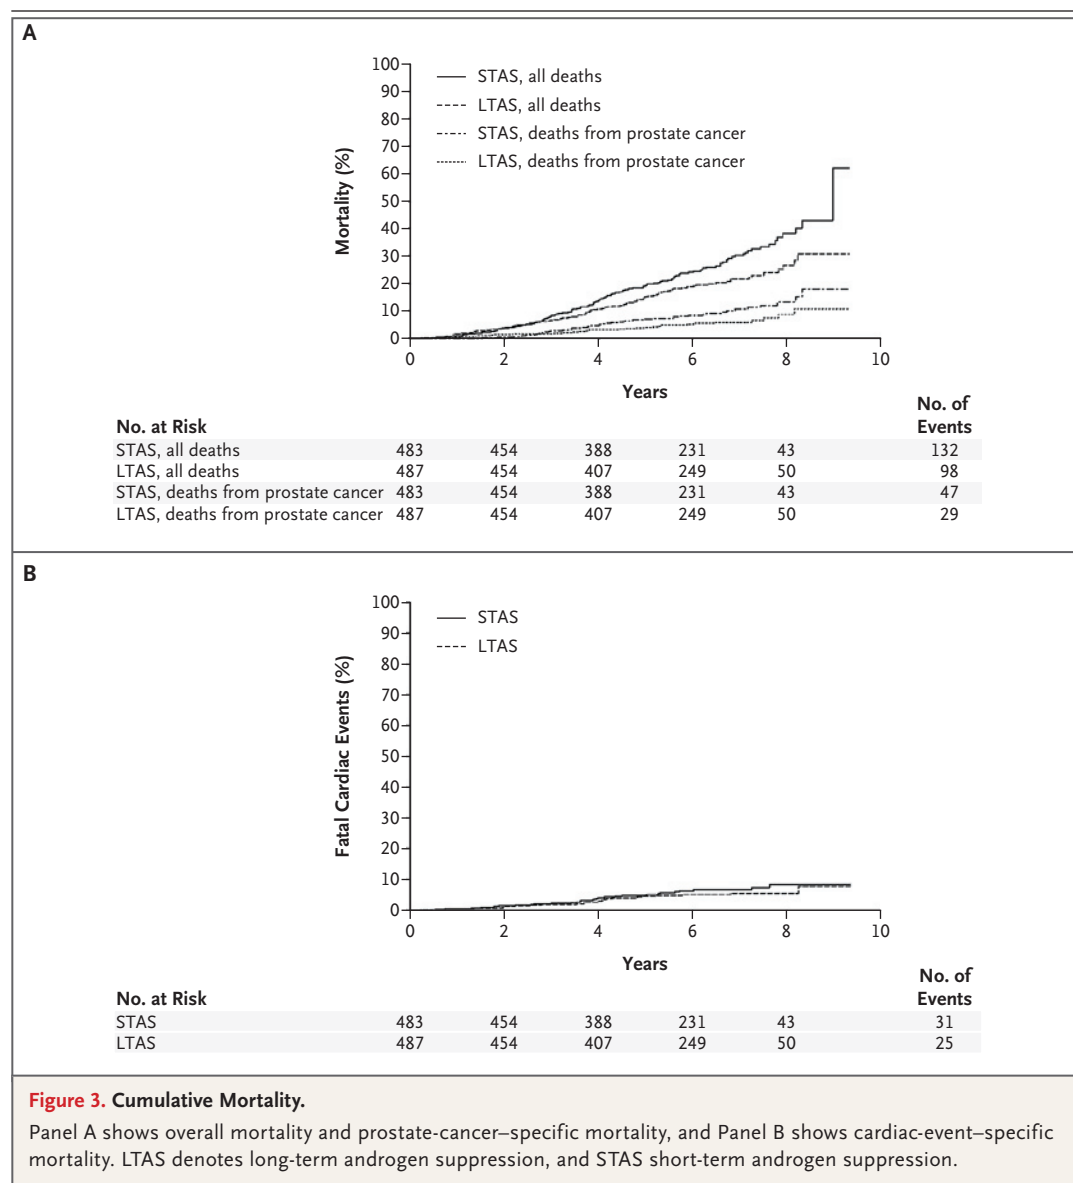 A
100
90
80
70
60
50
40
30
20
10
0
Mortality (%)
STAS, all deaths
LTAS, all deaths
STAS, deaths from prostate cancer
LTAS, deaths from prostate cancer
0 2 4 6 8 10
Years
No. at Risk No. of Events
STAS, all deaths 483 454 388 231 43 132
LTAS, all deaths 487 454 407 249 50 98
STAS, deaths from prostate cancer 483 454 388 231 43 47
LTAS, deaths from prostate cancer 487 454 407 249 50 29
B
100
90
80
70
60
50
40
30
20
10
0
Fatal Cardiac Events (%)
STAS
LTAS
0 2 4 6 8 10
Years
No. at Risk No. of Events
STAS 483 454 388 231 43 31
LTAS 487 454 407 249 50 25
Figure 3. Cumulative Mortality.
Panel A shows overall mortality and prostate-cancer–specific mortality, and Panel B shows cardiac-event–specific
mortality. LTAS denotes long-term androgen suppression, and STAS short-term androgen suppression.